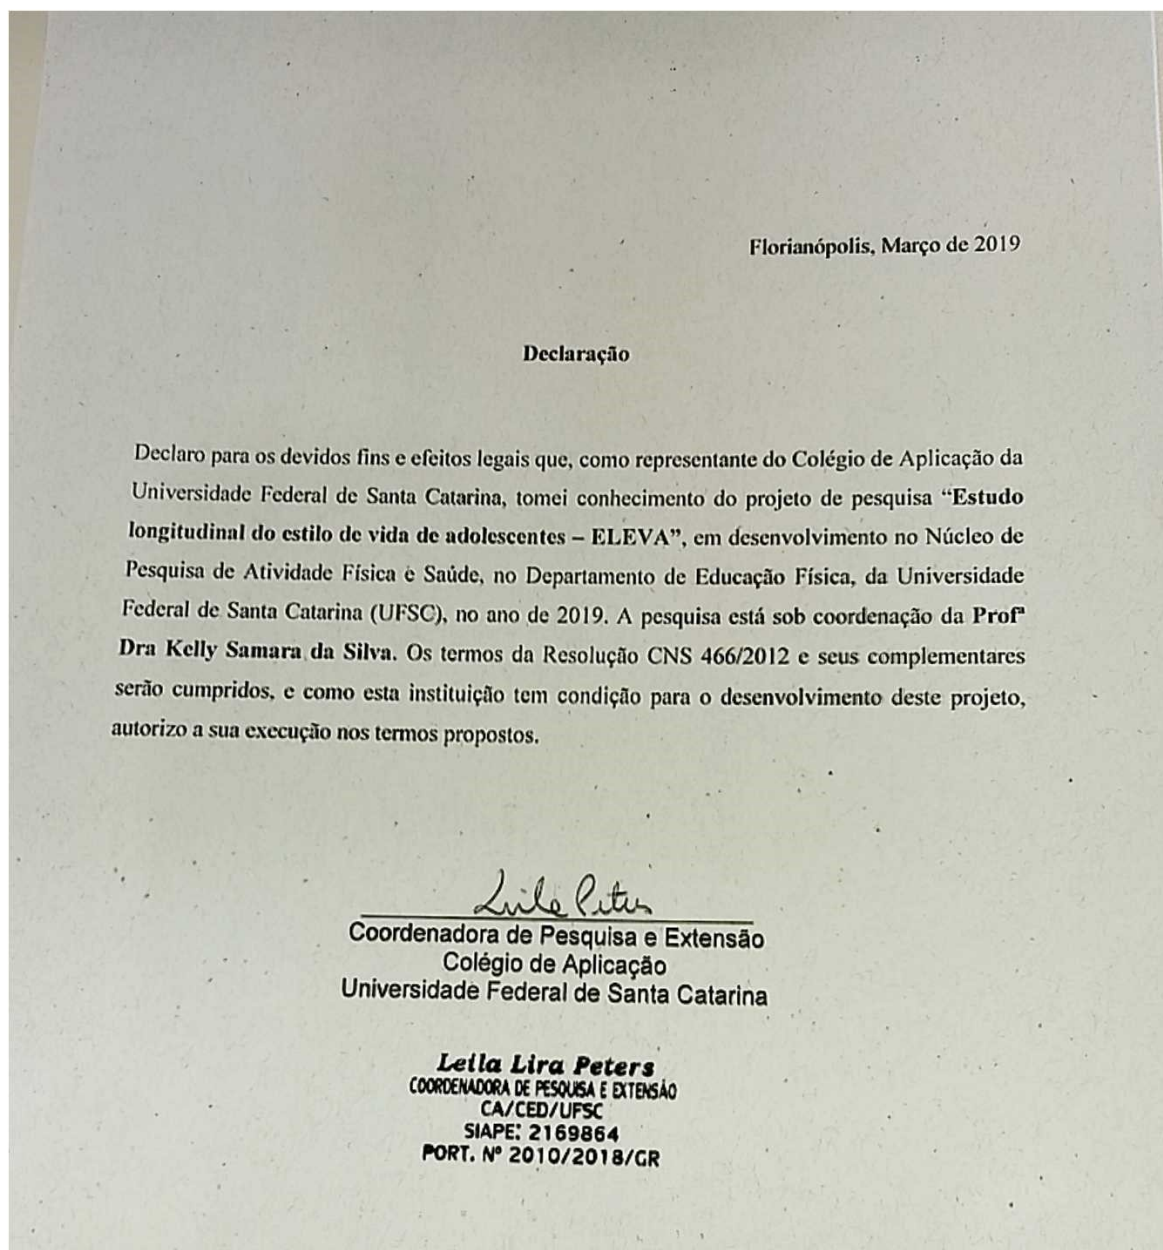 Florianópolis, Março de 2019
Declaração
Declaro para os devidos fins e efeitos legais que, como representante do Colégio de Aplicação da
Universidade Federal de Santa Catarina, tomei conhecimento do projeto de pesquisa “Estudo
longitudinal do estilo de vida de adolescentes – ELEVA”, em desenvolvimento no Núcleo de
Pesquisa de Atividade Física e Saúde, no Departamento de Educação Física, da Universidade
Federal de Santa Catarina (UFSC), no ano de 2019. A pesquisa está sob coordenação da Profª
Dra Kelly Samara da Silva. Os termos da Resolução CNS 466/2012 e seus complementares
serão cumpridos, e como esta instituição tem condição para o desenvolvimento deste projeto,
autorizo a sua execução nos termos propostos.
Leila Peters
Coordenadora de Pesquisa e Extensão
Colégio de Aplicação
Universidade Federal de Santa Catarina
Leila Lira Peters
COORDENADORA DE PESQUISA E EXTENSÃO
CA/CED/UFSC
SIAPE: 2169864
PORT. Nº 2010/2018/GR